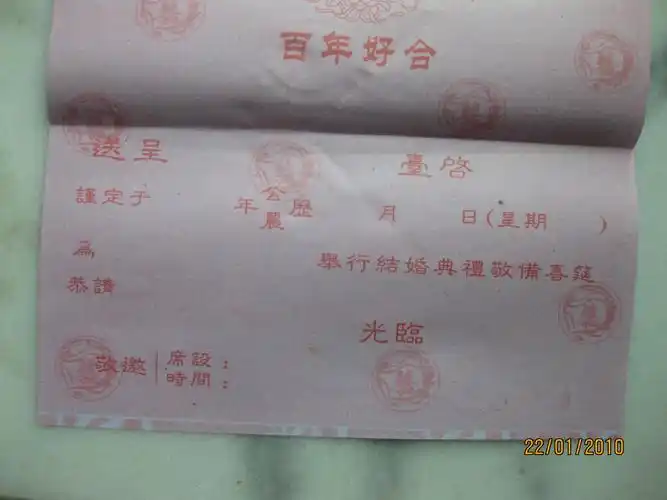 百年好合
送呈 臺啓
謹定于 年 公 農 歷 月 日(星期 )
為 舉行結婚典禮敬備喜筵
恭請 光臨
敬邀 席設：
時間：
22/01/2010